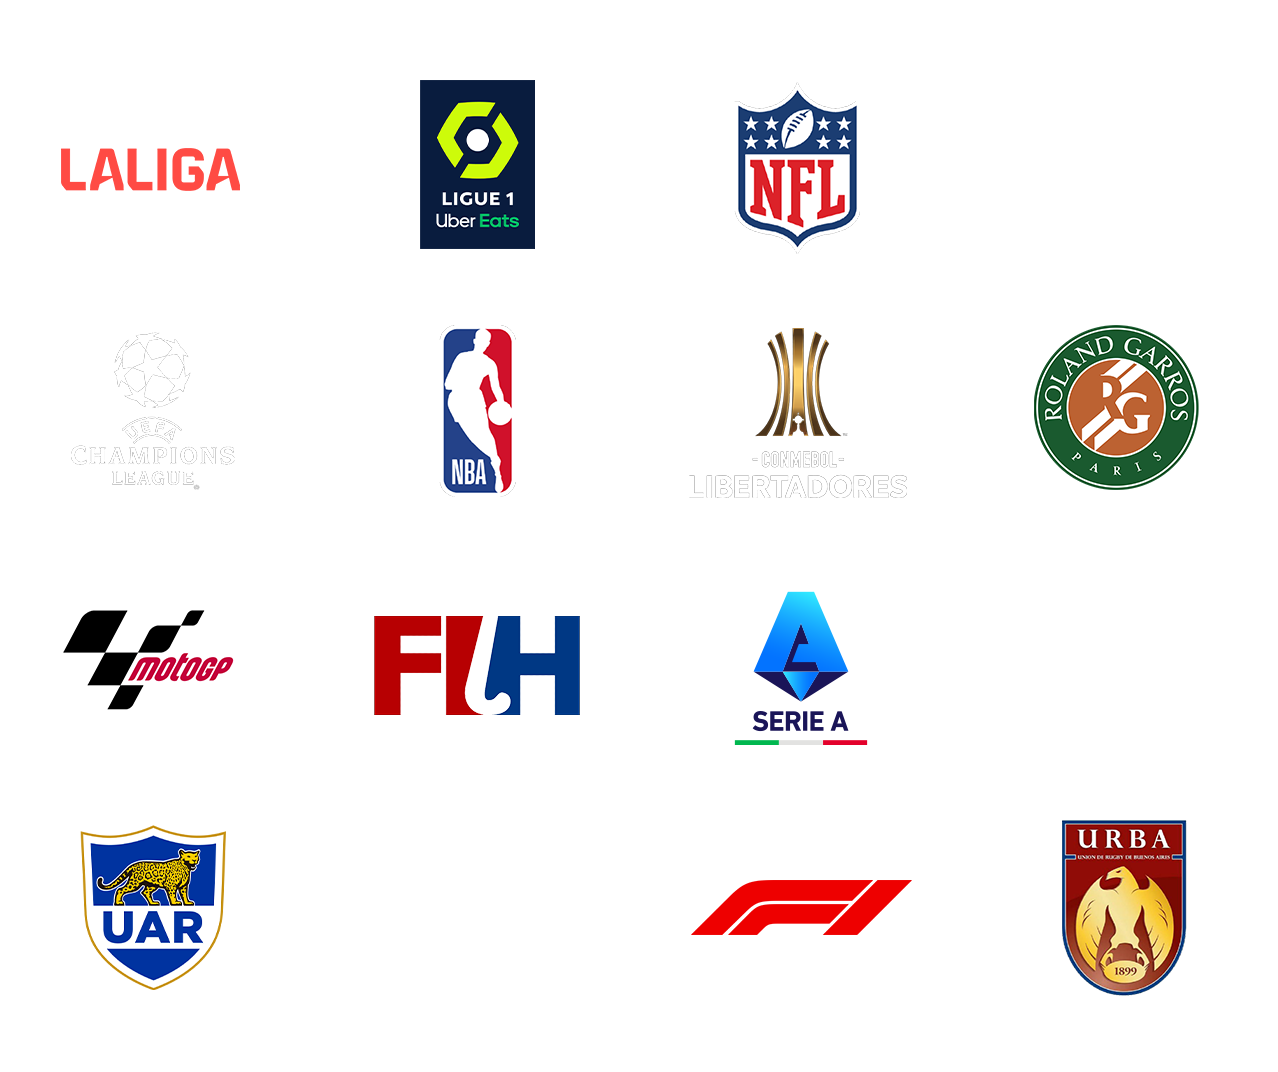 LALIGA
LIGUE 1
Uber Eats
NFL
UEFA
CHAMPIONS
LEAGUE
NBA
-CONMEBOL-
LIBERTADORES
ROLAND GARROS
RG
PARIS
MotoGP
FIH
SERIE A
UAR
F1
URBA
UNION DE RUGBY DE BUENOS AIRES
1899